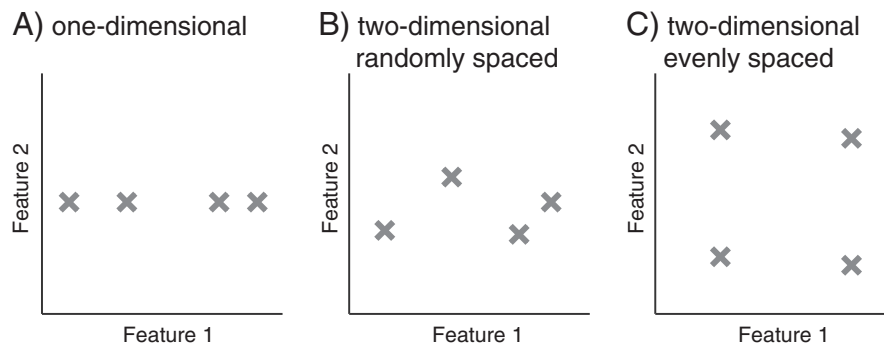 A) one-dimensional
B) two-dimensional
randomly spaced
C) two-dimensional
evenly spaced
Feature 2
Feature 1
Feature 2
Feature 1
Feature 2
Feature 1